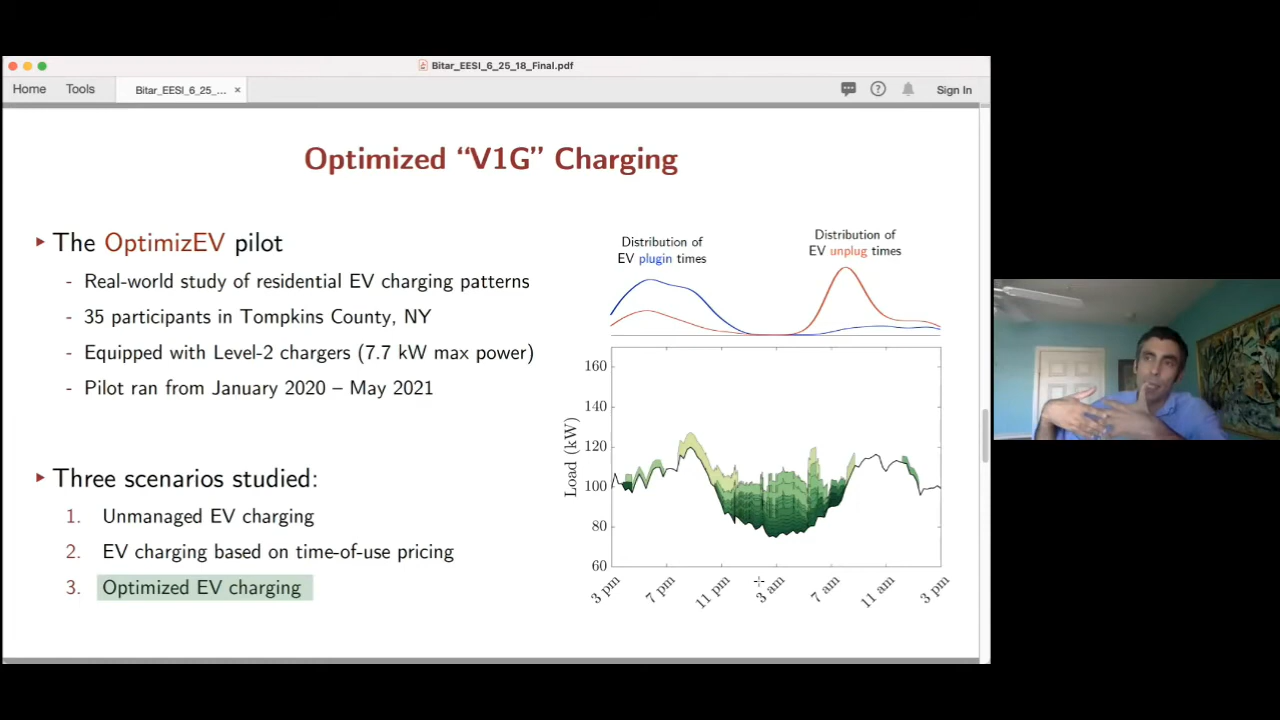 Bitar_EESI_6_25_18_Final.pdf
Home
Tools
Bitar_EESI_6_25_...
×
Sign In
Optimized “V1G” Charging
The OptimizEV pilot
- Real-world study of residential EV charging patterns
- 35 participants in Tompkins County, NY
- Equipped with Level-2 chargers (7.7 kW max power)
- Pilot ran from January 2020 – May 2021
Three scenarios studied:
1. Unmanaged EV charging
2. EV charging based on time-of-use pricing
3. Optimized EV charging
Distribution of
EV plugin times
Distribution of
EV unplug times
Load (kW)
160
140
120
100
80
60
3 pm
7 pm
11 pm
3 am
7 am
11 am
3 pm